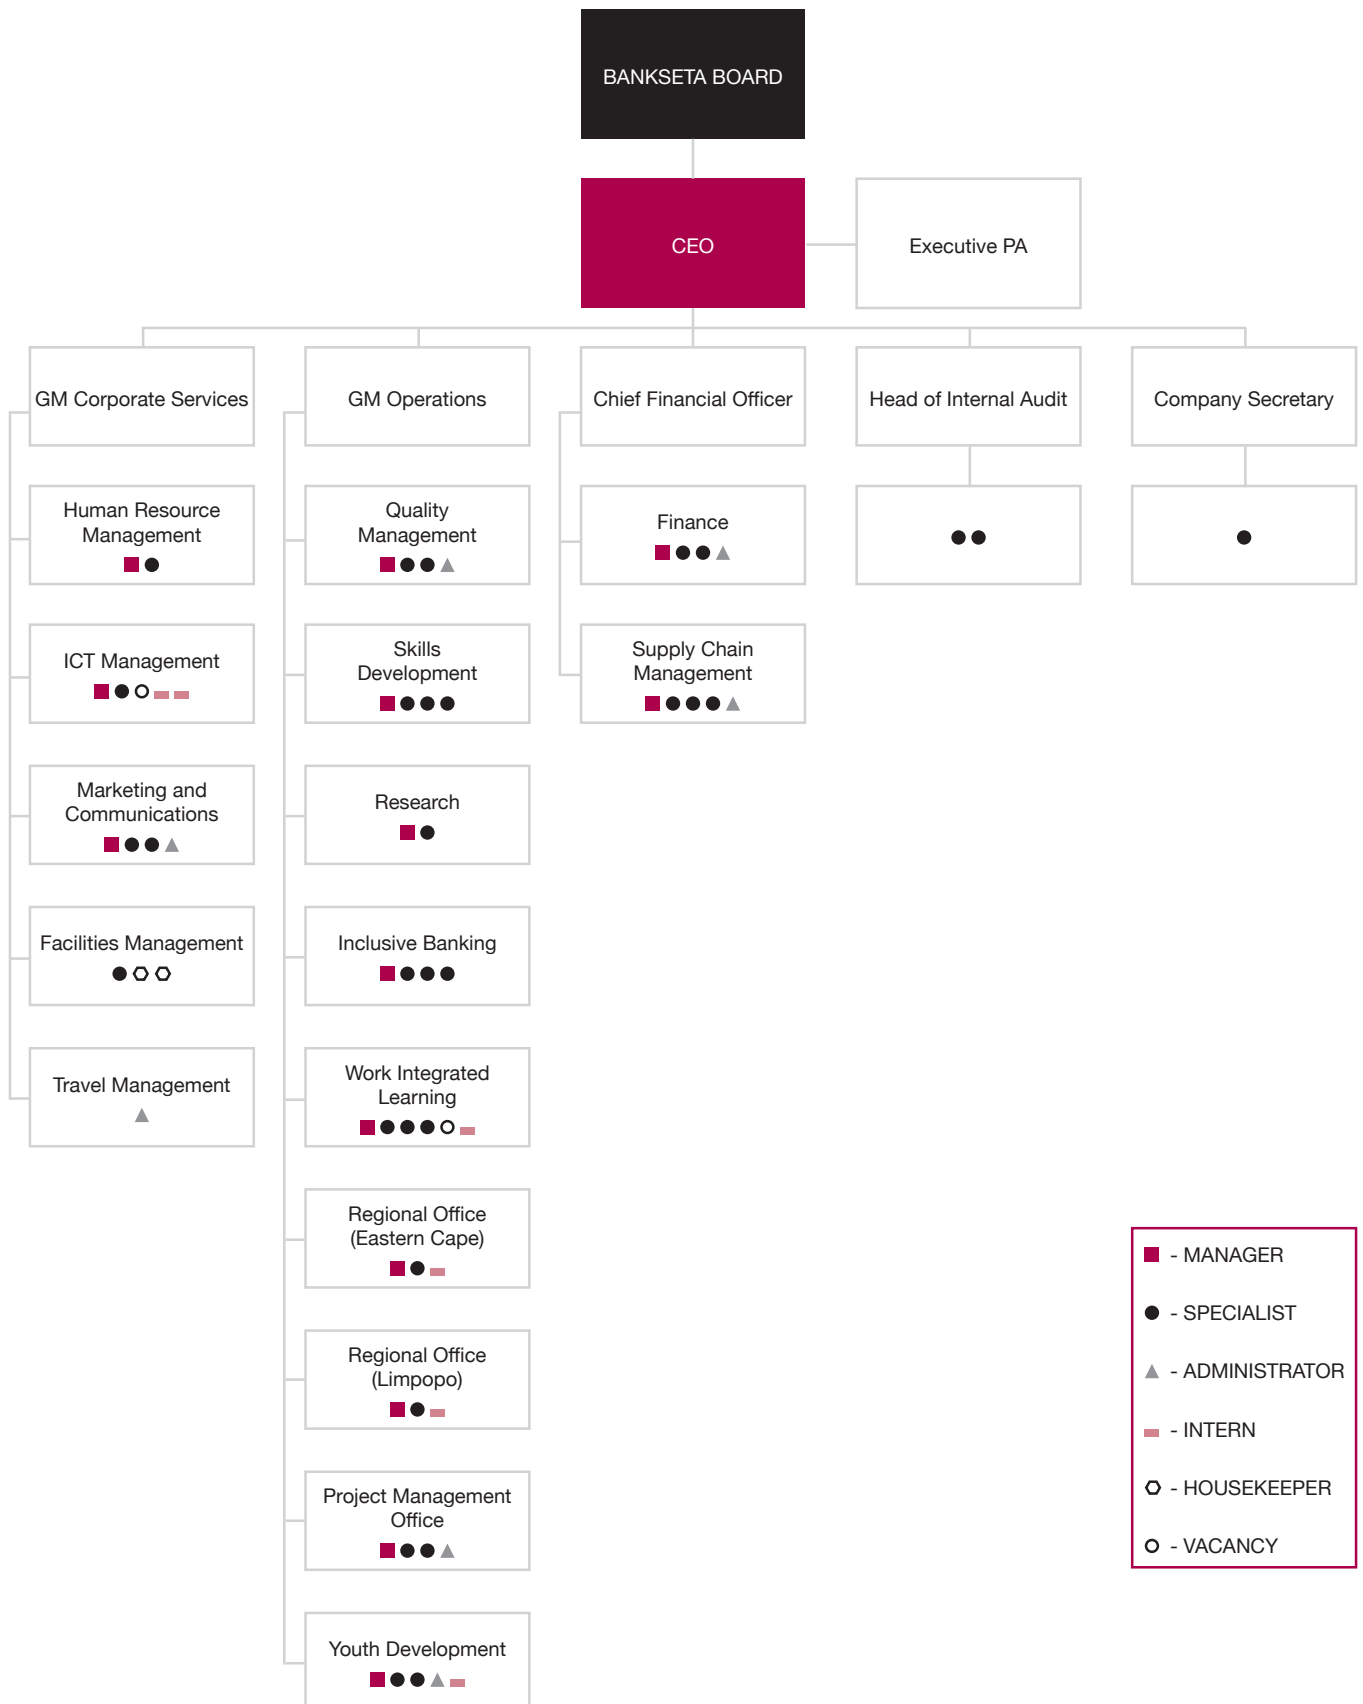 BANKSETA BOARD
CEO
Executive PA
GM Corporate Services
GM Operations
Chief Financial Officer
Head of Internal Audit
Company Secretary
Human Resource
Management
ICT Management
Marketing and
Communications
Facilities Management
Travel Management
Quality
Management
Skills
Development
Research
Inclusive Banking
Work Integrated
Learning
Regional Office
(Eastern Cape)
Regional Office
(Limpopo)
Project Management
Office
Youth Development
Finance
Supply Chain
Management
- MANAGER
- SPECIALIST
- ADMINISTRATOR
- INTERN
- HOUSEKEEPER
- VACANCY